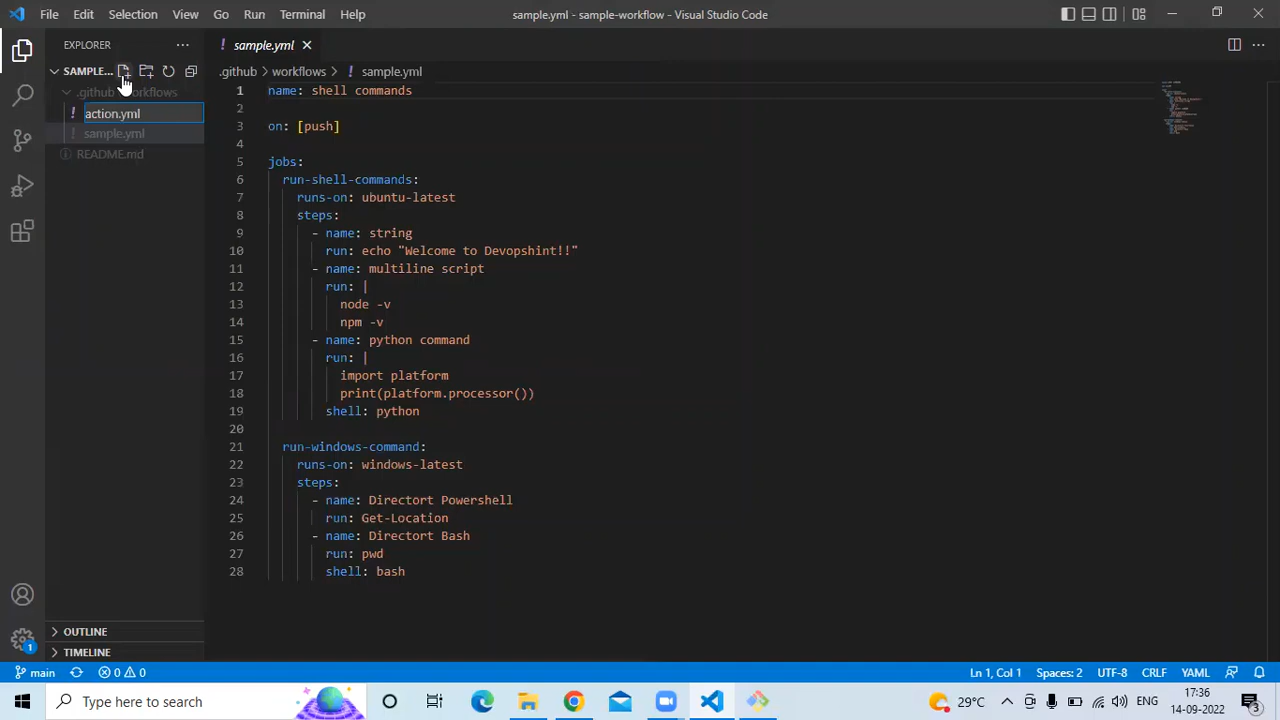 File Edit Selection View Go Run Terminal Help
sample.yml - sample-workflow - Visual Studio Code
EXPLORER
SAMPLE...
.github workflows
action.yml
sample.yml
README.md
OUTLINE
TIMELINE
sample.yml
.github > workflows > sample.yml
1 name: shell commands
2
3 on: [push]
4
5 jobs:
6 run-shell-commands:
7 runs-on: ubuntu-latest
8 steps:
9 - name: string
10 run: echo "Welcome to Devopshint!!"
11 - name: multiline script
12 run: |
13 node -v
14 npm -v
15 - name: python command
16 run: |
17 import platform
18 print(platform.processor())
19 shell: python
20
21 run-windows-command:
22 runs-on: windows-latest
23 steps:
24 - name: Directort Powershell
25 run: Get-Location
26 - name: Directort Bash
27 run: pwd
28 shell: bash
1
main 0 0 Ln 1, Col 1 Spaces: 2 UTF-8 CRLF YAML
Type here to search 29°C ENG
17:36
14-09-2022
3